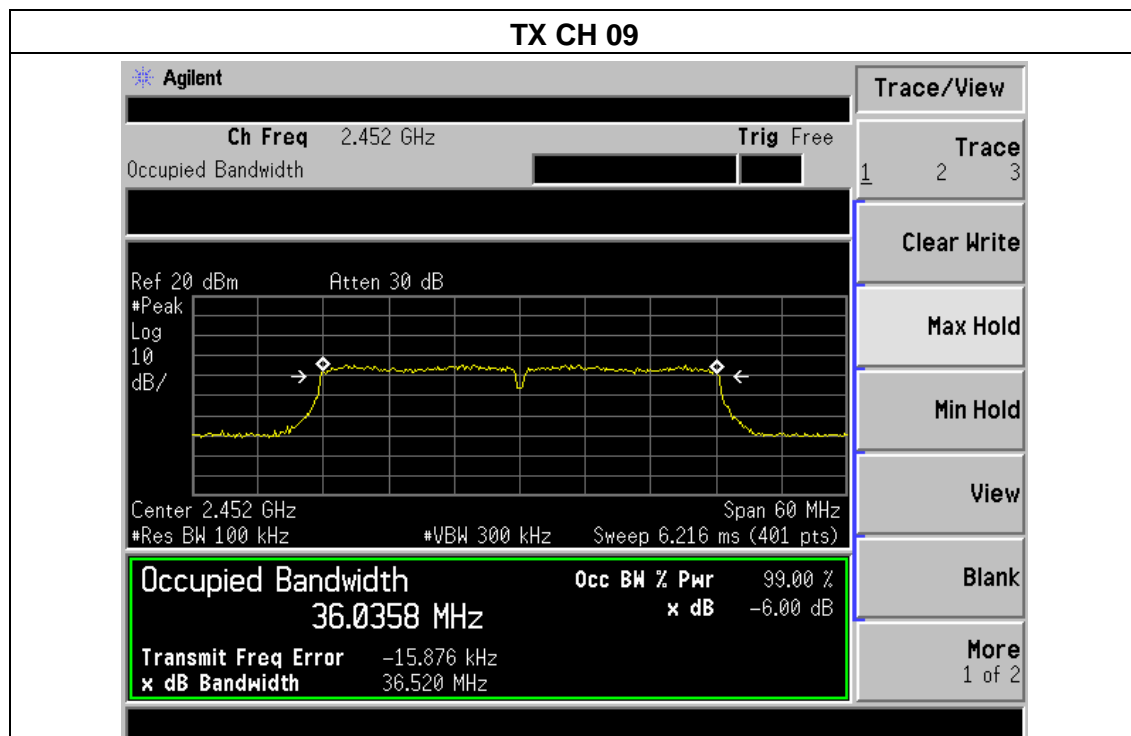 TX CH 09
Agilent
Trace/View
Ch Freq 2.452 GHz Trig Free
Occupied Bandwidth
Trace
1 2 3
Clear Write
Max Hold
Min Hold
View
Blank
More
1 of 2
Ref 20 dBm Atten 30 dB
#Peak
Log
10
dB/
Center 2.452 GHz Span 60 MHz
#Res BW 100 kHz #VBW 300 kHz Sweep 6.216 ms (401 pts)
Occupied Bandwidth Occ BW % Pwr 99.00 %
36.0358 MHz x dB -6.00 dB
Transmit Freq Error -15.876 kHz
x dB Bandwidth 36.520 MHz